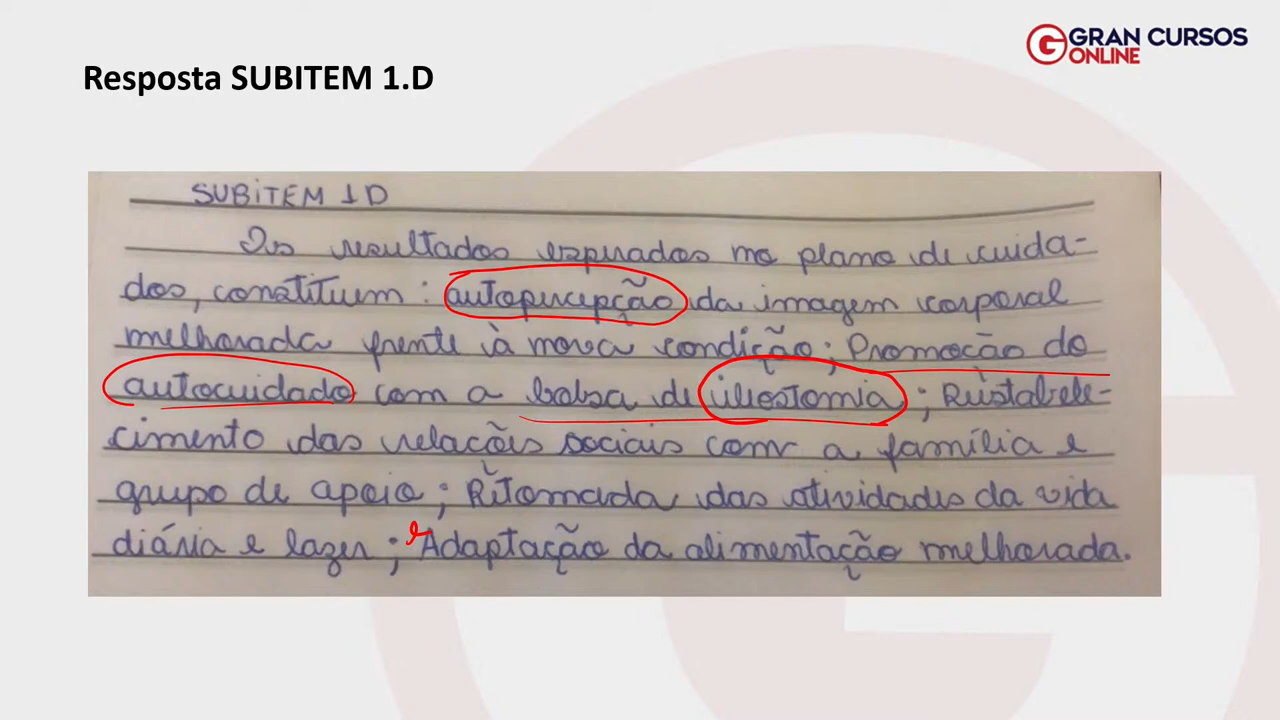 GRAN CURSOS
ONLINE
Resposta SUBITEM 1.D
SUBITEM 1D
Os resultados esperados no plano de cuida-
dos, constituem: autopercepção da imagem corporal
melhorada frente à nova condição; Promoção do
autocuidado com a bolsa de ileostomia; Restabele-
cimento das relações sociais com a família e
grupo de apoio; Retomada das atividades da vida
diária e lazer; e Adaptação da alimentação melhorada.